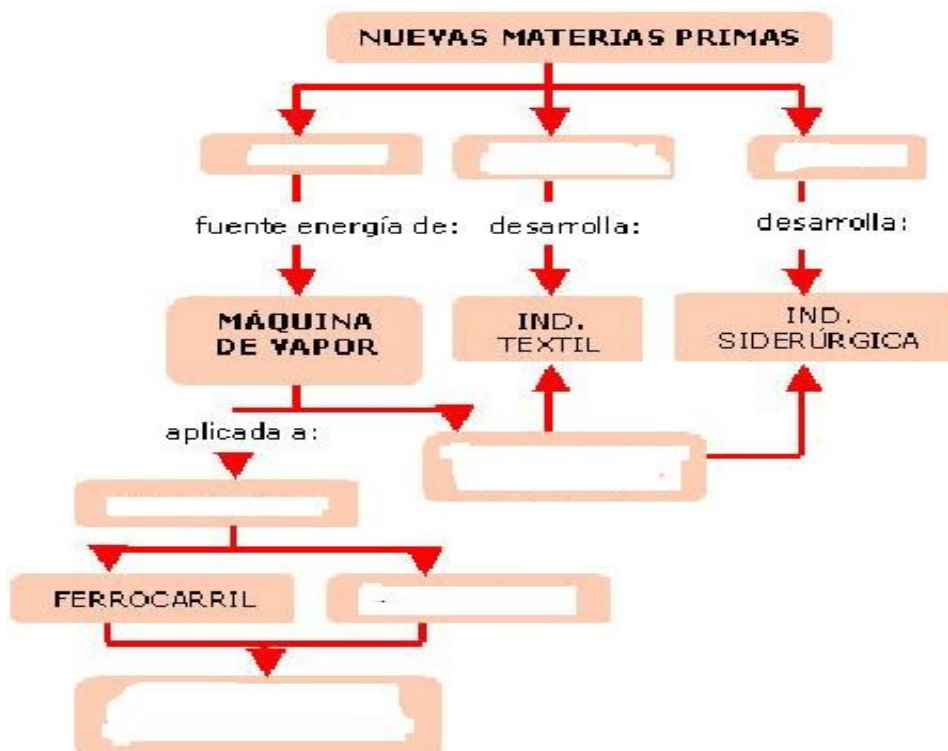 NUEVAS MATERIAS PRIMAS
fuente energía de:
desarrolla:
desarrolla:
MÁQUINA
DE VAPOR
IND.
TEXTIL
IND.
SIDERÚRGICA
aplicada a:
FERROCARRIL